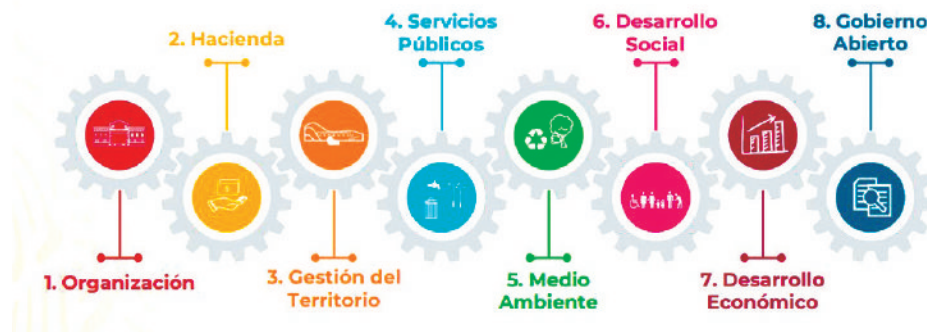 1. Organización
2. Hacienda
3. Gestión del
Territorio
4. Servicios
Públicos
5. Medio
Ambiente
6. Desarrollo
Social
7. Desarrollo
Económico
8. Gobierno
Abierto